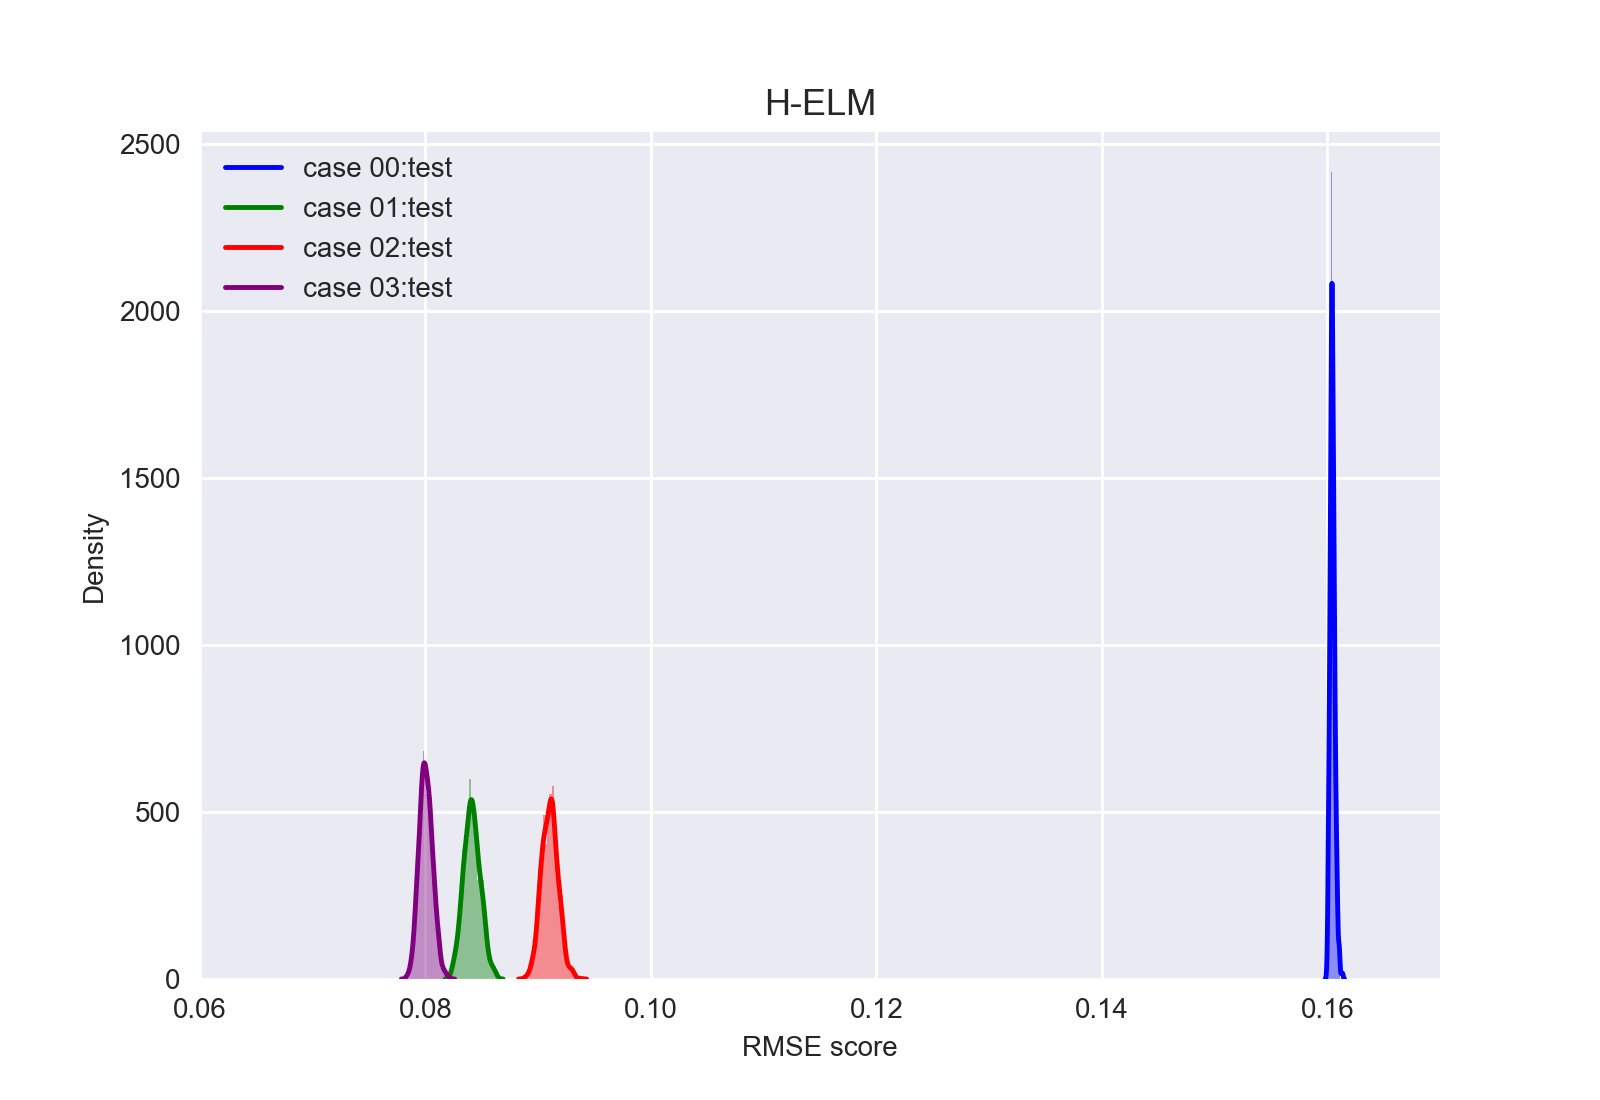 H-ELM
2500
2000
1500
1000
500
0
Density
case 00:test
case 01:test
case 02:test
case 03:test
0.06 0.08 0.10 0.12 0.14 0.16
RMSE score